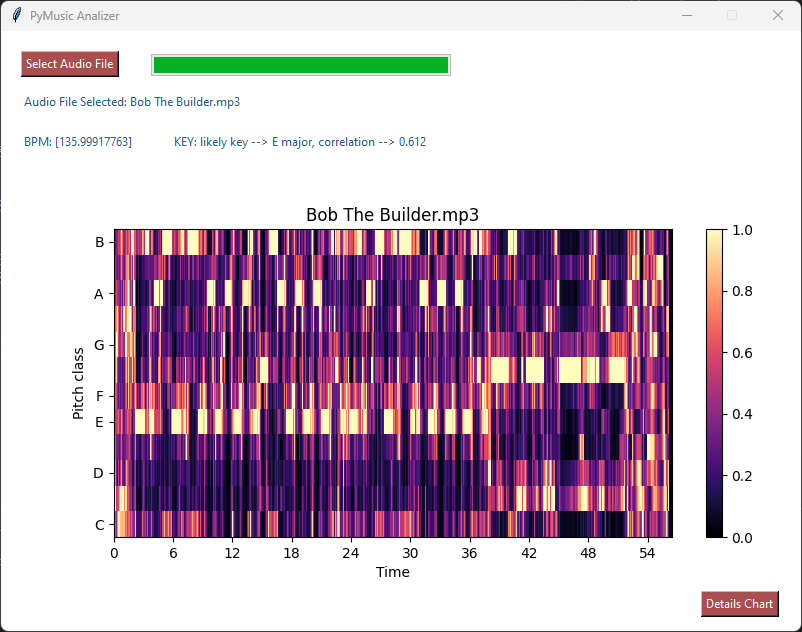 PyMusic Analizer
Select Audio File
Audio File Selected: Bob The Builder.mp3
BPM: [135.99917763] KEY: likely key --> E major, correlation --> 0.612
Bob The Builder.mp3
Pitch class
B
A
G
F
E
D
C
0 6 12 18 24 30 36 42 48 54
Time
1.0
0.8
0.6
0.4
0.2
0.0
Details Chart